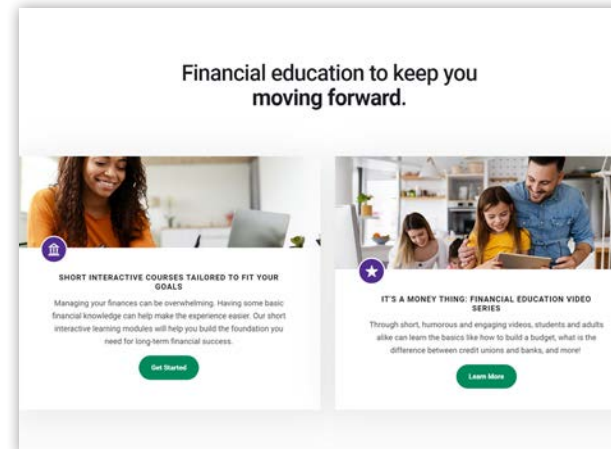 Financial education to keep you
moving forward.
SHORT INTERACTIVE COURSES TAILORED TO FIT YOUR
GOALS
Managing your finances can be overwhelming. Having some basic
financial knowledge can help make the experience easier. Our short
interactive learning modules will help you build the foundation you
need for long-term financial success.
Get Started
IT'S A MONEY THING: FINANCIAL EDUCATION VIDEO
SERIES
Through short, humorous and engaging videos, students and adults
alike can learn the basics like how to build a budget, what is the
difference between credit unions and banks, and more!
Learn More